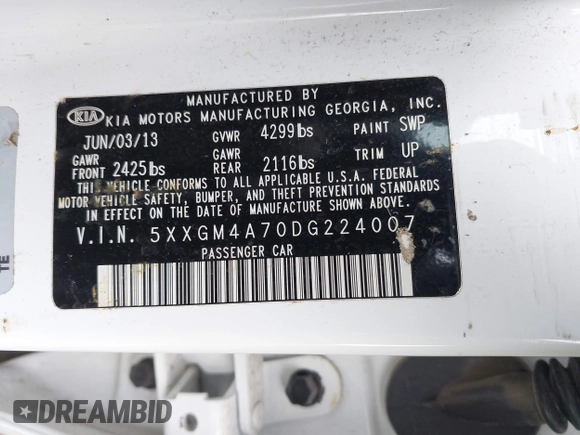 MANUFACTURED BY
KIA KIA MOTORS MANUFACTURING GEORGIA, INC.
JUN/03/13 GVWR 4299lbs PAINT SWP
GAWR FRONT 2425lbs GAWR REAR 2116lbs TRIM UP
THIS VEHICLE CONFORMS TO ALL APPLICABLE U.S.A. FEDERAL
MOTOR VEHICLE SAFETY, BUMPER, AND THEFT PREVENTION STANDARDS
IN EFFECT ON THE DATE OF MANUFACTURE SHOWN ABOVE.
V.I.N. 5XXGM4A70DG224007
PASSENGER CAR
TE
DREAMBID